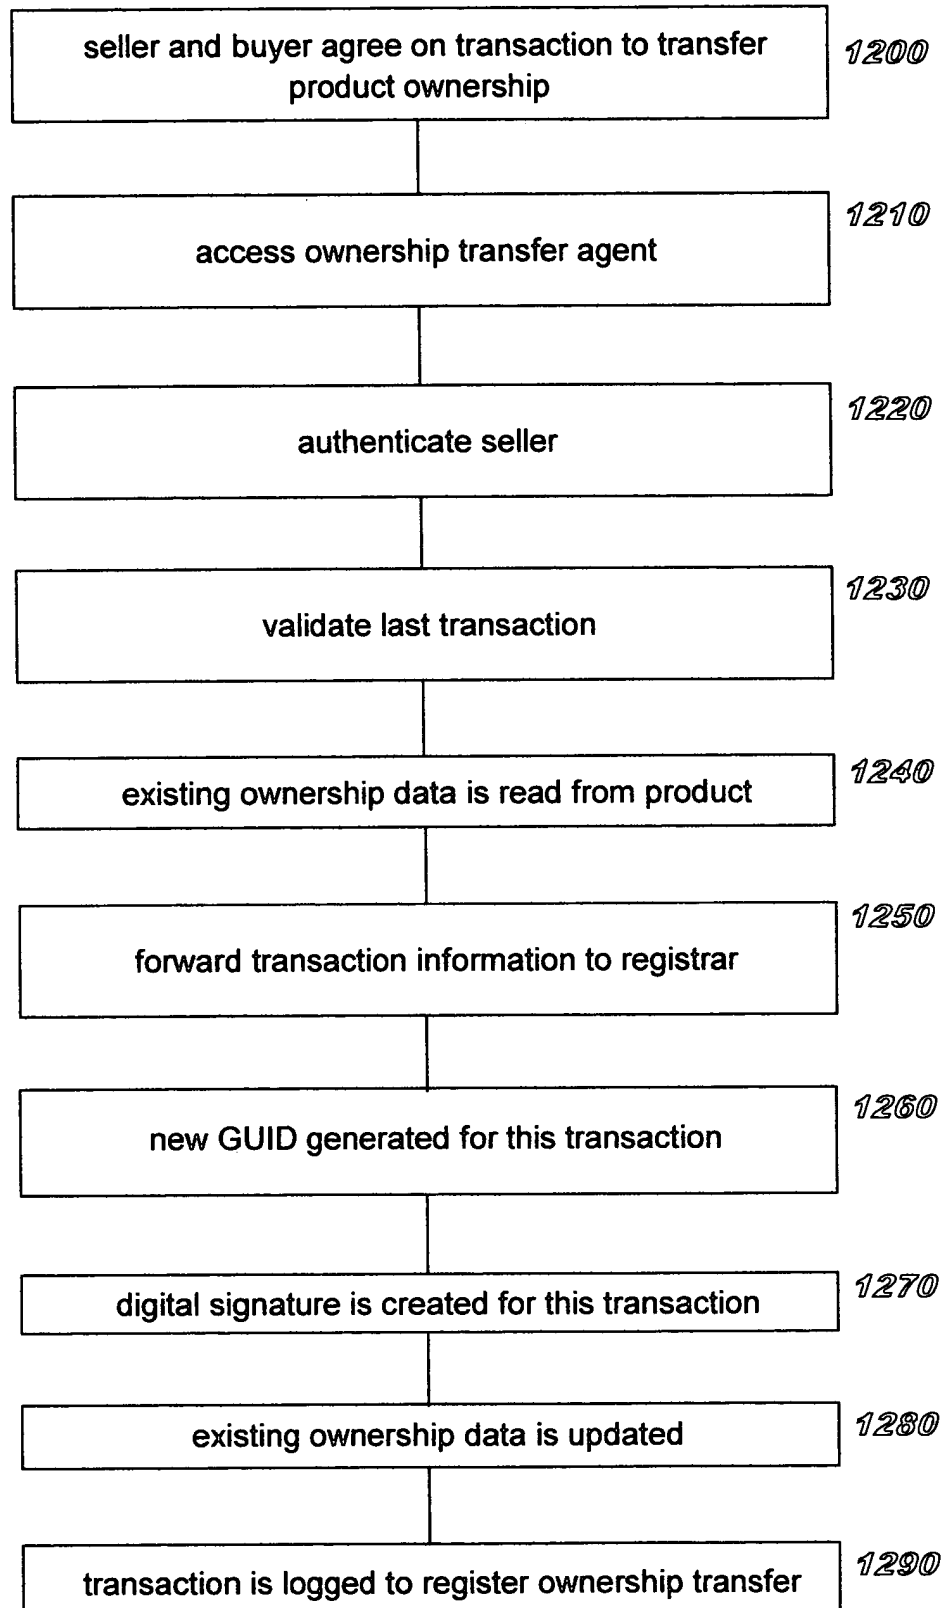 seller and buyer agree on transaction to transfer
product ownership
1200
access ownership transfer agent
1210
authenticate seller
1220
validate last transaction
1230
existing ownership data is read from product
1240
forward transaction information to registrar
1250
new GUID generated for this transaction
1260
digital signature is created for this transaction
1270
existing ownership data is updated
1280
transaction is logged to register ownership transfer
1290